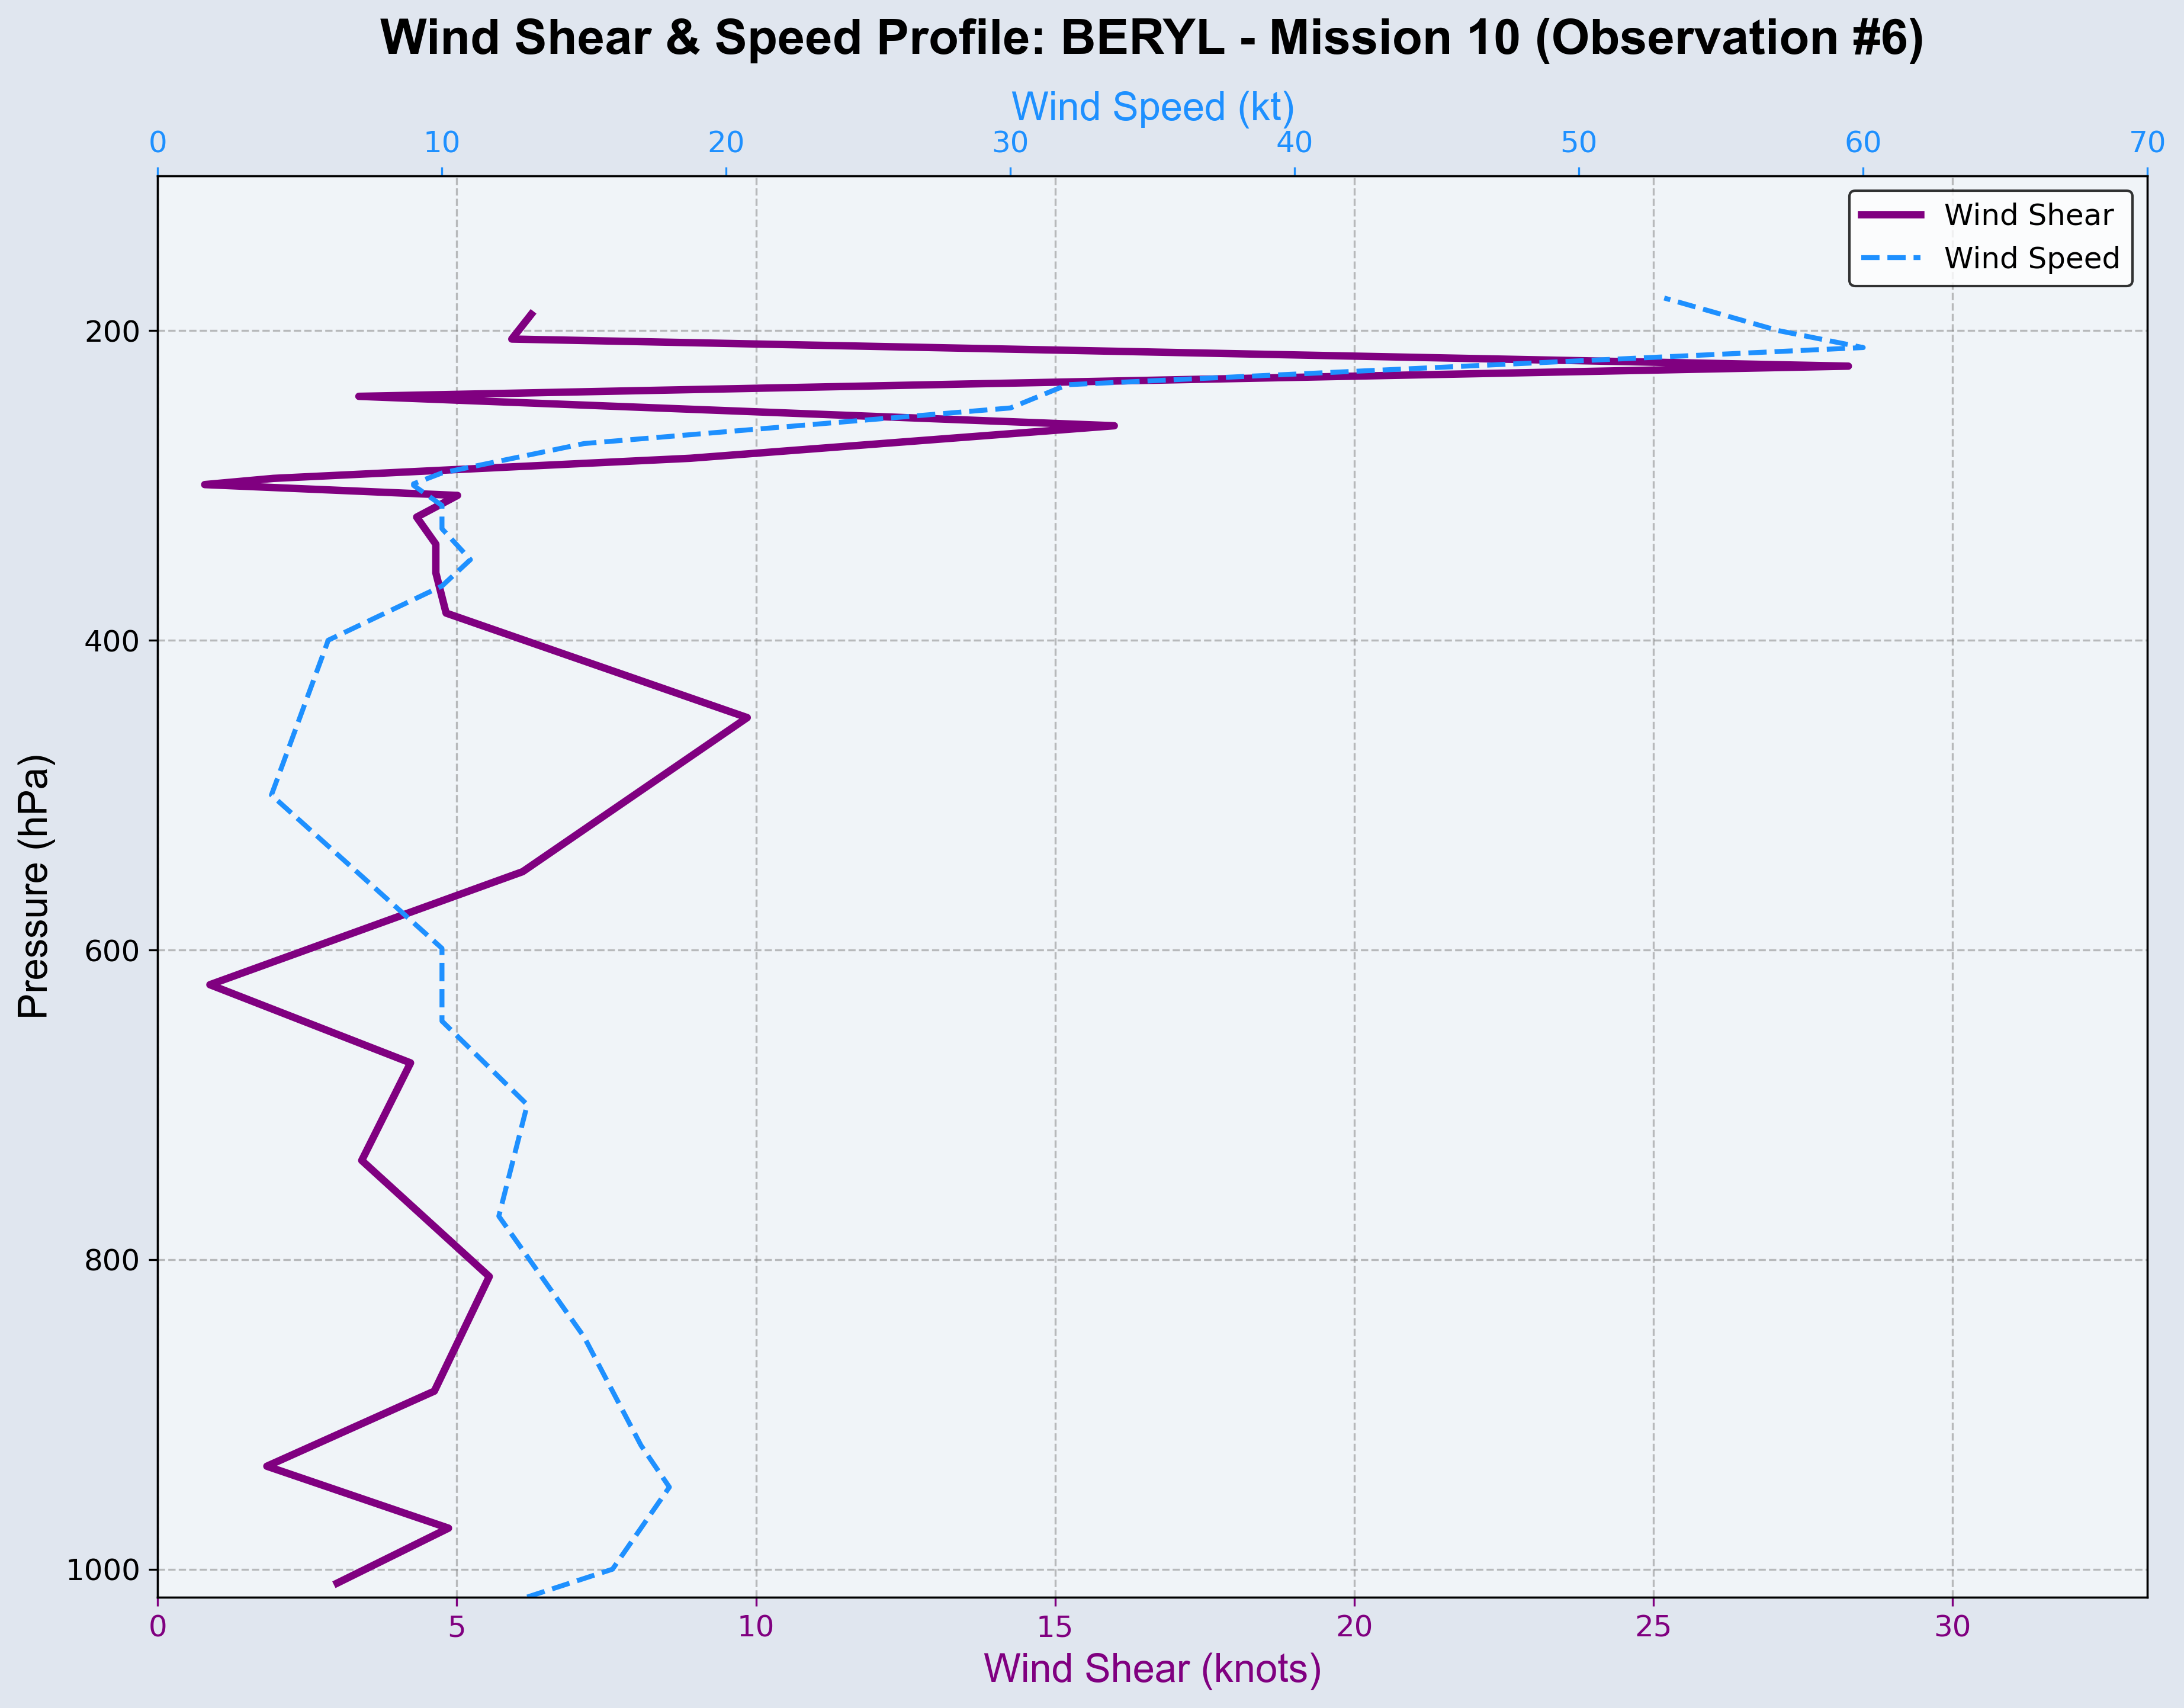 Wind Shear & Speed Profile: BERYL - Mission 10 (Observation #6)
Wind Speed (kt)
0 10 20 30 40 50 60 70
Wind Shear
Wind Speed
200
400
600
800
1000
Pressure (hPa)
0 5 10 15 20 25 30
Wind Shear (knots)